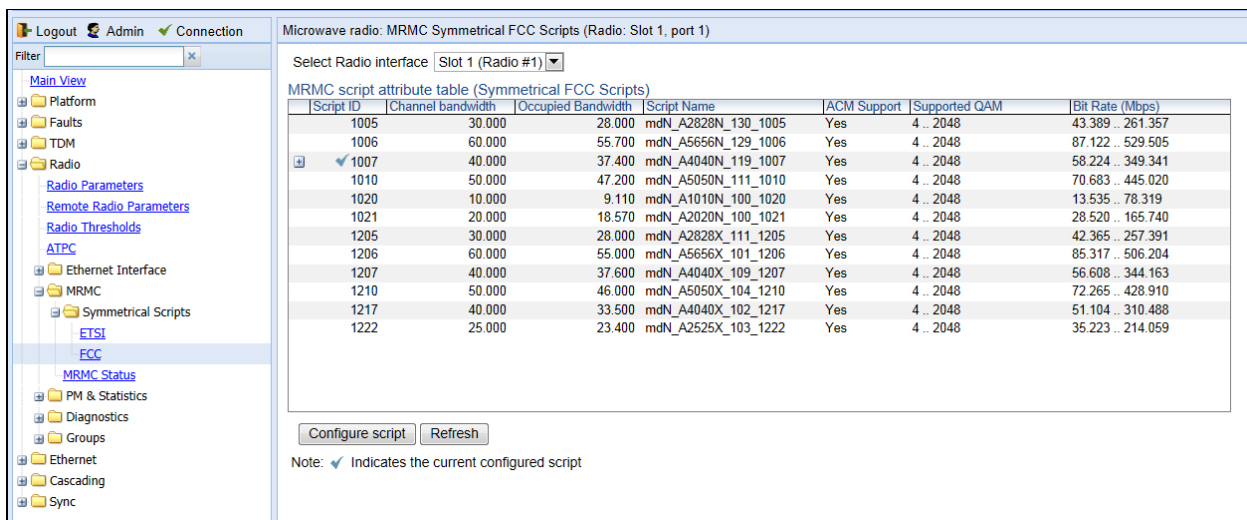 Logout Admin Connection
Filter
Main View
Platform
Faults
TDM
Radio
Radio Parameters
Remote Radio Parameters
Radio Thresholds
ATPC
Ethernet Interface
MRMC
Symmetrical Scripts
ETSI
FCC
MRMC Status
PM & Statistics
Diagnostics
Groups
Ethernet
Cascading
Sync
Microwave radio: MRMC Symmetrical FCC Scripts (Radio: Slot 1, port 1)
Select Radio interface Slot 1 (Radio #1)
MRMC script attribute table (Symmetrical FCC Scripts)
Script ID Channel bandwidth Occupied Bandwidth Script Name ACM Support Supported QAM Bit Rate (Mbps)
1005 30.000 28.000 mdN_A2828N_130_1005 Yes 4 .. 2048 43.389 .. 261.357
1006 60.000 55.700 mdN_A5656N_129_1006 Yes 4 .. 2048 87.122 .. 529.505
1007 40.000 37.400 mdN_A4040N_119_1007 Yes 4 .. 2048 58.224 .. 349.341
1010 50.000 47.200 mdN_A5050N_111_1010 Yes 4 .. 2048 70.683 .. 445.020
1020 10.000 9.110 mdN_A1010N_100_1020 Yes 4 .. 2048 13.535 .. 78.319
1021 20.000 18.570 mdN_A2020N_100_1021 Yes 4 .. 2048 28.520 .. 165.740
1205 30.000 28.000 mdN_A2828X_111_1205 Yes 4 .. 2048 42.365 .. 257.391
1206 60.000 55.000 mdN_A5656X_101_1206 Yes 4 .. 2048 85.317 .. 506.204
1207 40.000 37.600 mdN_A4040X_109_1207 Yes 4 .. 2048 56.608 .. 344.163
1210 50.000 46.000 mdN_A5050X_104_1210 Yes 4 .. 2048 72.265 .. 428.910
1217 40.000 33.500 mdN_A4040X_102_1217 Yes 4 .. 2048 51.104 .. 310.488
1222 25.000 23.400 mdN_A2525X_103_1222 Yes 4 .. 2048 35.223 .. 214.059
Configure script Refresh
Note: ✓ Indicates the current configured script